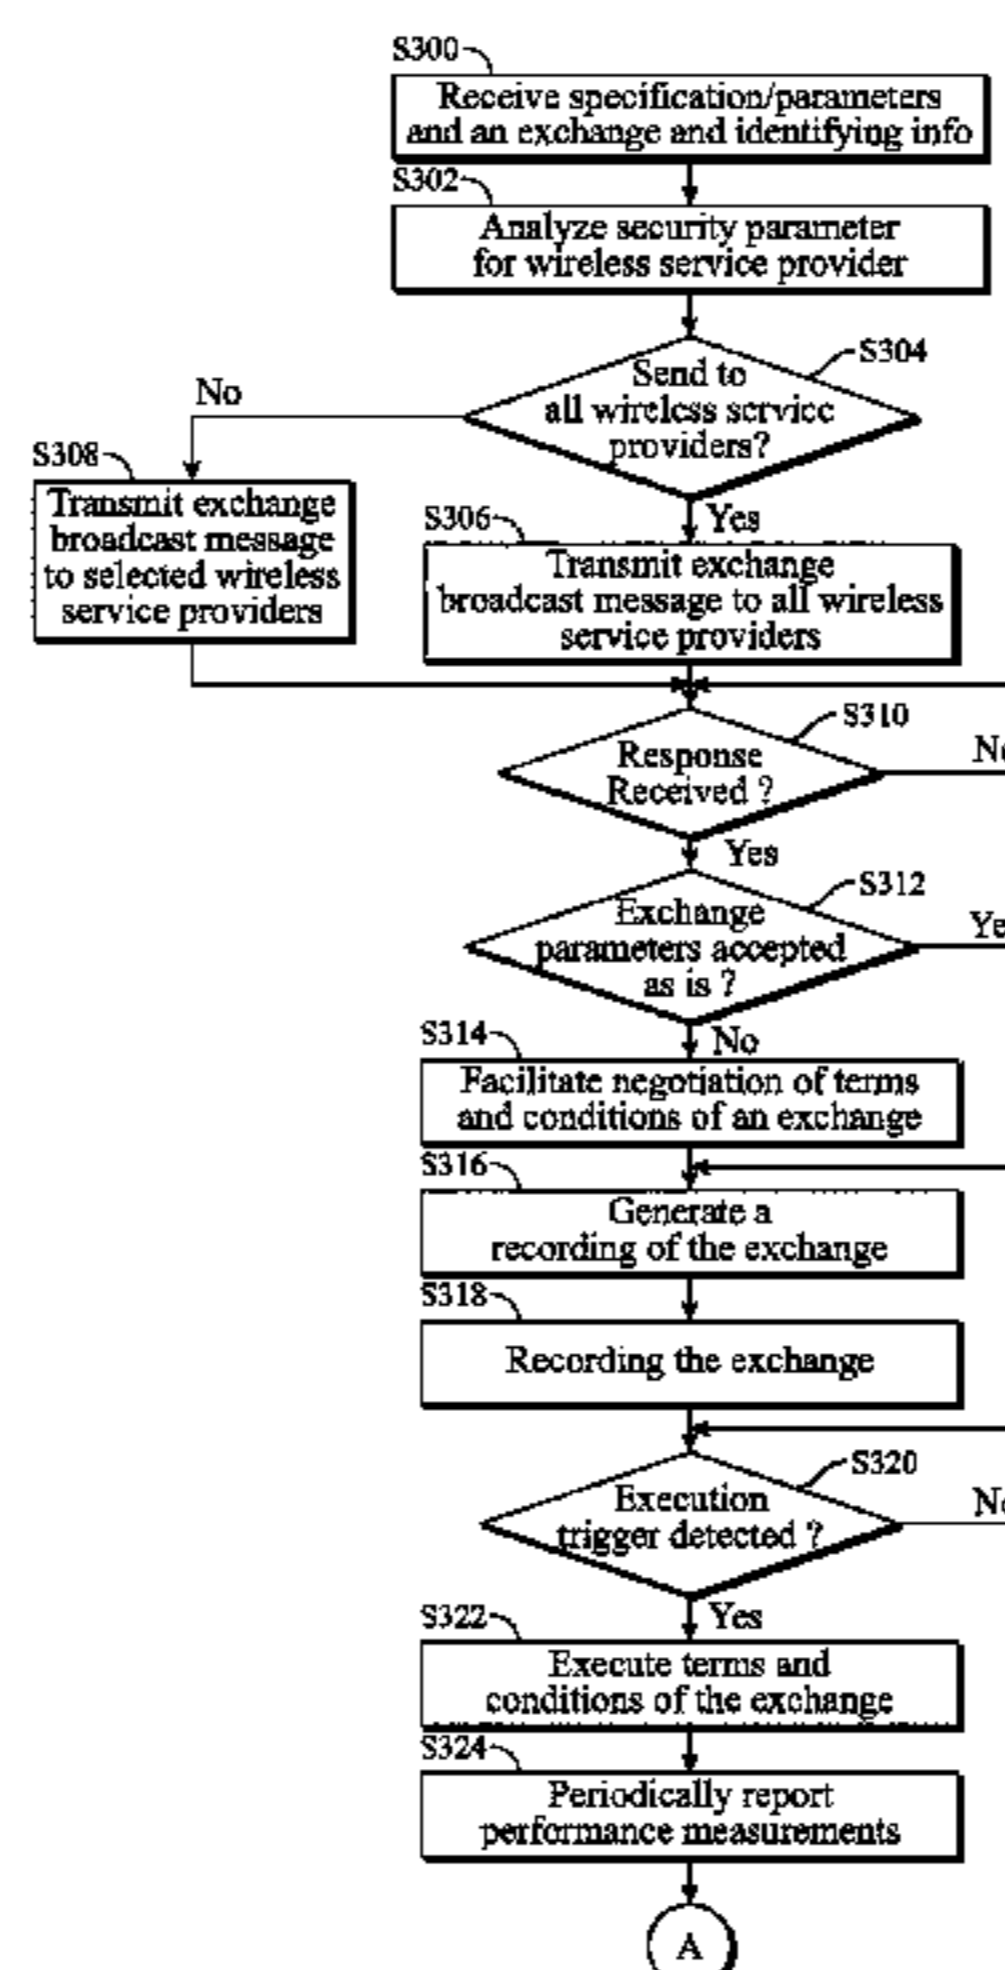 S300
Receive specification/parameters
and an exchange and identifying info
S302
Analyze security parameter
for wireless service provider
S304
Send to
all wireless service
providers?
No
S308
Transmit exchange
broadcast message
to selected wireless
service providers
Yes
S306
Transmit exchange
broadcast message to all wireless
service providers
S310
Response
Received ?
Yes
S312
Exchange
parameters accepted
as is ?
No
S314
Facilitate negotiation of terms
and conditions of an exchange
S316
Generate a
recording of the exchange
S318
Recording the exchange
S320
Execution
trigger detected ?
Yes
S322
Execute terms and
conditions of the exchange
S324
Periodically report
performance measurements
A